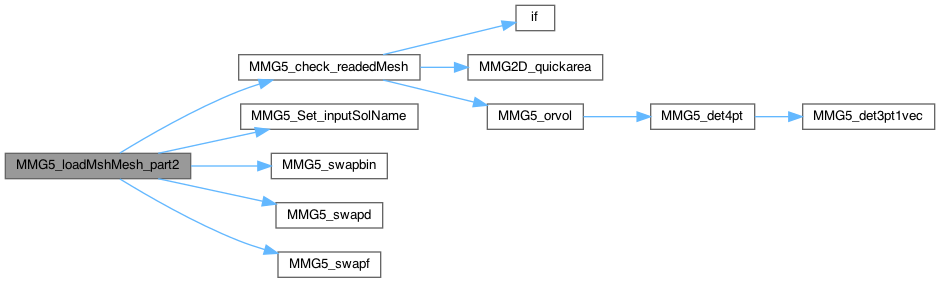 if
MMG5_check_readedMesh
MMG2D_quickarea
MMG5_Set_inputSolName
MMG5_orvol
MMG5_det4pt
MMG5_det3pt1vec
MMG5_loadMshMesh_part2
MMG5_swapbin
MMG5_swapd
MMG5_swapf